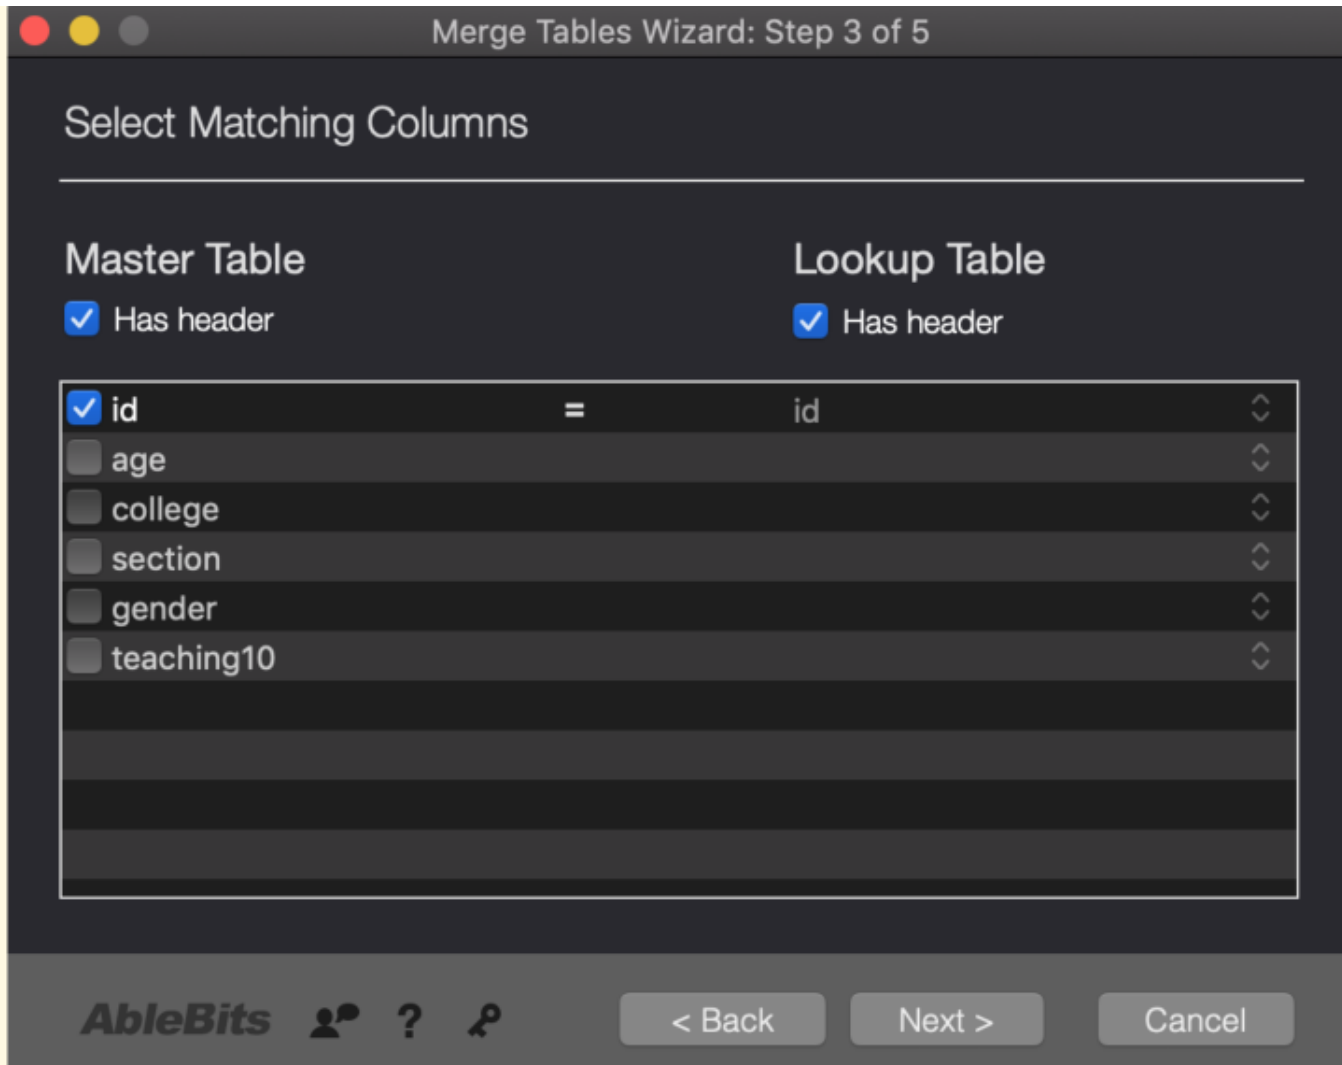 Merge Tables Wizard: Step 3 of 5
Select Matching Columns
Master Table Lookup Table
Has header Has header
id = id
age
college
section
gender
teaching10
AbleBits ? < Back Next > Cancel